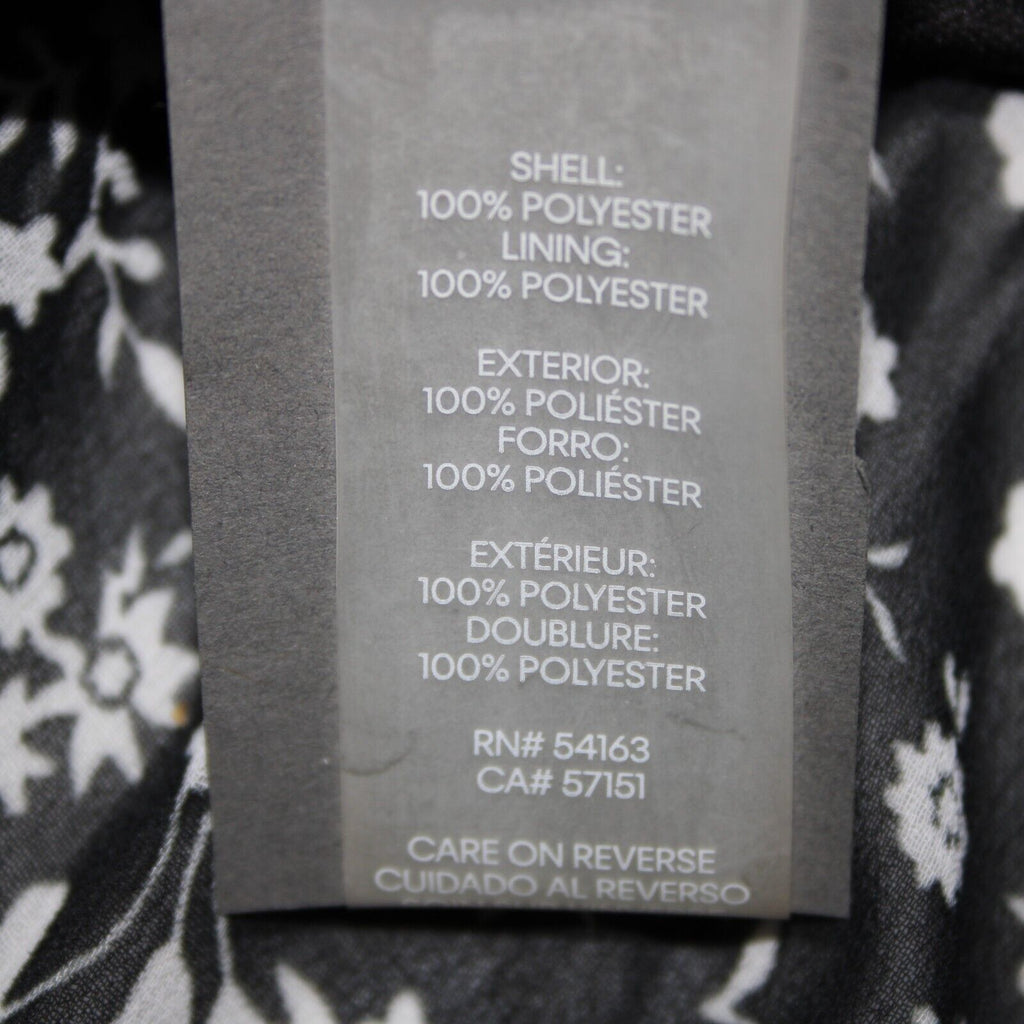 SHELL:
100% POLYESTER
LINING:
100% POLYESTER
EXTERIOR:
100% POLIÉSTER
FORRO:
100% POLIÉSTER
EXTÉRIEUR:
100% POLYESTER
DOUBLURE:
100% POLYESTER
RN# 54163
CA# 57151
CARE ON REVERSE
CUIDADO AL REVERSO